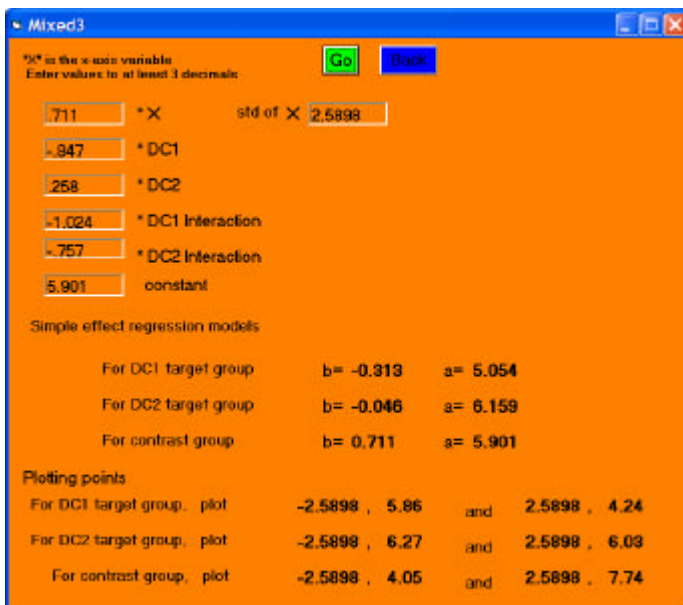 Mixed3
"X" is the x-axis variable
Enter values to at least 3 decimals
Go Back
.711 * X std of X 2.5898
-.847 * DC1
.258 * DC2
-1.024 * DC1 Interaction
-.757 * DC2 Interaction
5.901 constant
Simple effect regression models
For DC1 target group b= -0.313 a= 5.054
For DC2 target group b= -0.046 a= 6.159
For contrast group b= 0.711 a= 5.901
Plotting points
For DC1 target group, plot -2.5898 , 5.86 and 2.5898 , 4.24
For DC2 target group, plot -2.5898 , 6.27 and 2.5898 , 6.03
For contrast group, plot -2.5898 , 4.05 and 2.5898 , 7.74